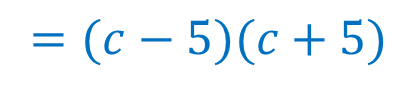 = (c − 5)(c + 5)